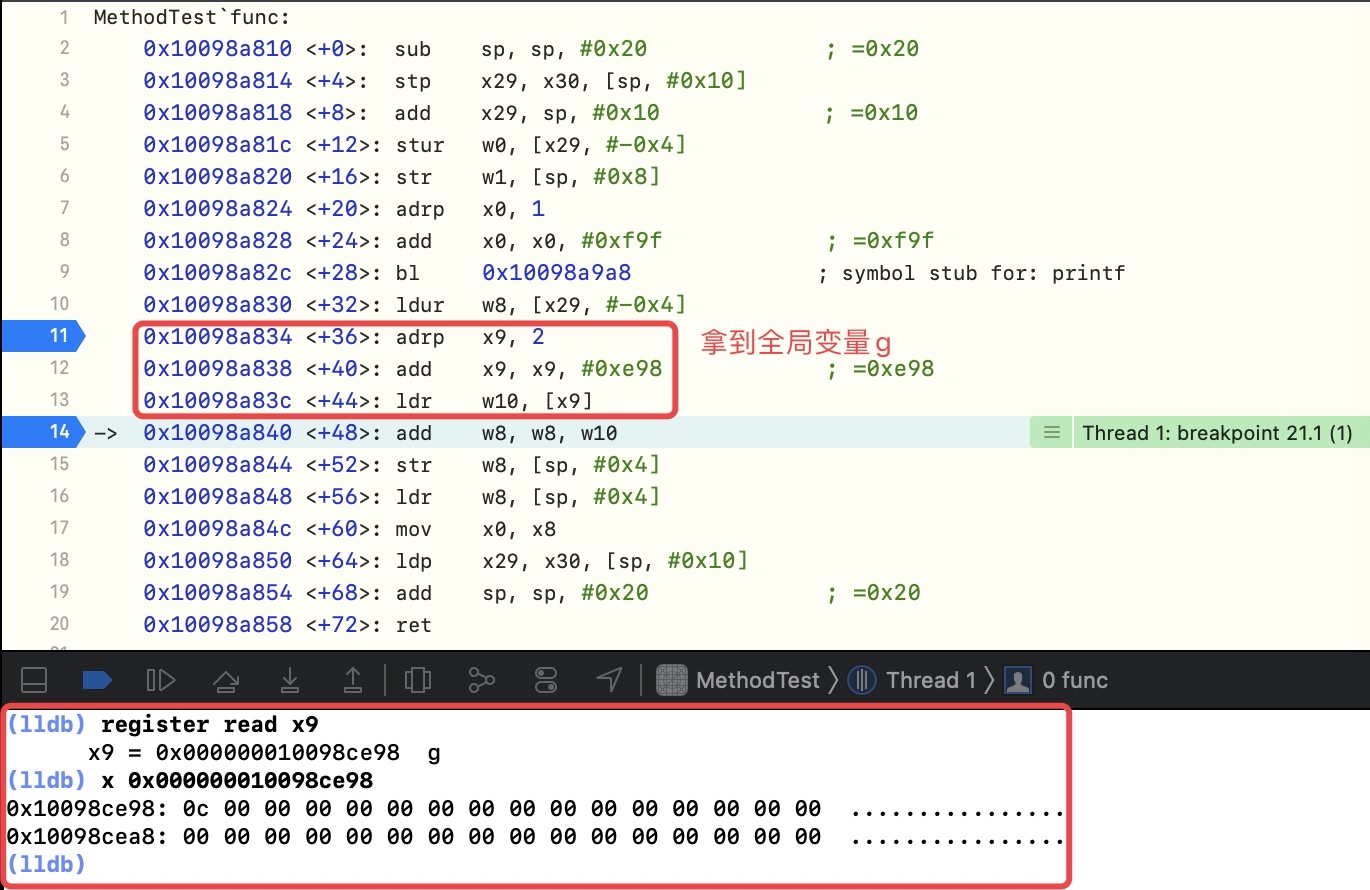 1 MethodTest`func:
2 0x10098a810 <+0>: sub sp, sp, #0x20 ; =0x20
3 0x10098a814 <+4>: stp x29, x30, [sp, #0x10]
4 0x10098a818 <+8>: add x29, sp, #0x10 ; =0x10
5 0x10098a81c <+12>: stur w0, [x29, #-0x4]
6 0x10098a820 <+16>: str w1, [sp, #0x8]
7 0x10098a824 <+20>: adrp x0, 1
8 0x10098a828 <+24>: add x0, x0, #0xf9f ; =0xf9f
9 0x10098a82c <+28>: bl 0x10098a9a8 ; symbol stub for: printf
10 0x10098a830 <+32>: ldur w8, [x29, #-0x4]
11 0x10098a834 <+36>: adrp x9, 2
拿到全局变量g
12 0x10098a838 <+40>: add x9, x9, #0xe98 ; =0xe98
13 0x10098a83c <+44>: ldr w10, [x9]
14 -> 0x10098a840 <+48>: add w8, w8, w10 Thread 1: breakpoint 21.1 (1)
15 0x10098a844 <+52>: str w8, [sp, #0x4]
16 0x10098a848 <+56>: ldr w8, [sp, #0x4]
17 0x10098a84c <+60>: mov x0, x8
18 0x10098a850 <+64>: ldp x29, x30, [sp, #0x10]
19 0x10098a854 <+68>: add sp, sp, #0x20 ; =0x20
20 0x10098a858 <+72>: ret
MethodTest Thread 1 0 func
(lldb) register read x9
x9 = 0x000000010098ce98 g
(lldb) x 0x000000010098ce98
0x10098ce98: 0c 00 00 00 00 00 00 00 00 00 00 00 00 00 00 00 ................
0x10098cea8: 00 00 00 00 00 00 00 00 00 00 00 00 00 00 00 00 ................
(lldb)